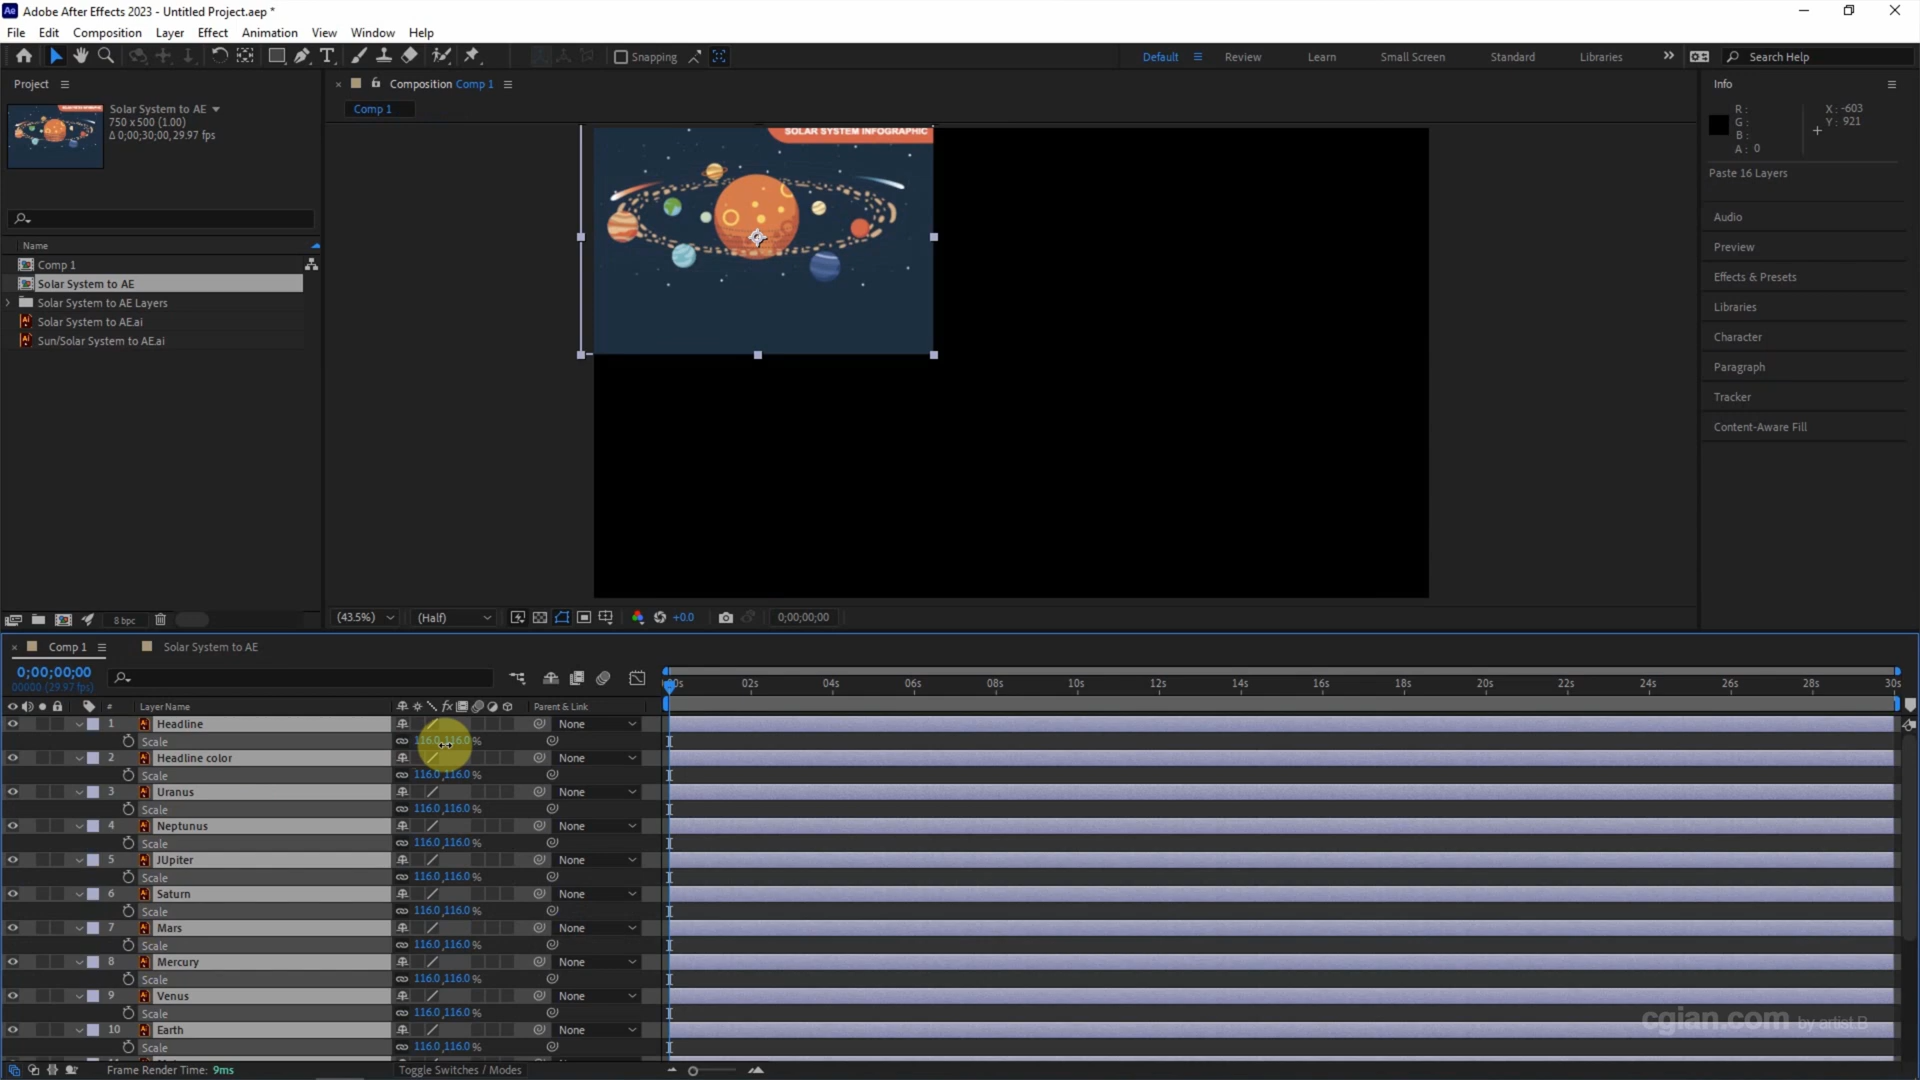 Adobe After Effects 2023 - Untitled Project.aep *
File Edit Composition Layer Effect Animation View Window Help
Snapping Default Review Learn Small Screen Standard Libraries Search Help
Project
Solar System to AE
750 x 500 (1.00)
Δ 0;00;30;00, 29.97 fps
Name
Comp 1
Solar System to AE
Solar System to AE Layers
Solar System to AE.ai
Sun/Solar System to AE.ai
8 bpc
Composition Comp 1
Comp 1
SOLAR SYSTEM INFOGRAPHIC
(43.5%) (Half) +0.0 0;00;00;00
Info
R :
G :
B :
A : 0
X : -603
Y : 921
Paste 16 Layers
Audio
Preview
Effects & Presets
Libraries
Character
Paragraph
Tracker
Content-Aware Fill
Comp 1 Solar System to AE
0;00;00;00
00000 (29.97 fps)
02s 04s 06s 08s 10s 12s 14s 16s 18s 20s 22s 24s 26s 28s 30s
# Layer Name Parent & Link
1 Headline None
Scale 116.0,116.0 %
2 Headline color None
Scale 116.0,116.0 %
3 Uranus None
Scale 116.0,116.0 %
4 Neptunus None
Scale 116.0,116.0 %
5 JUpiter None
Scale 116.0,116.0 %
6 Saturn None
Scale 116.0,116.0 %
7 Mars None
Scale 116.0,116.0 %
8 Mercury None
Scale 116.0,116.0 %
9 Venus None
Scale 116.0,116.0 %
10 Earth None
Scale 116.0,116.0 %
cgian.com by artist.B
Frame Render Time: 9ms Toggle Switches / Modes